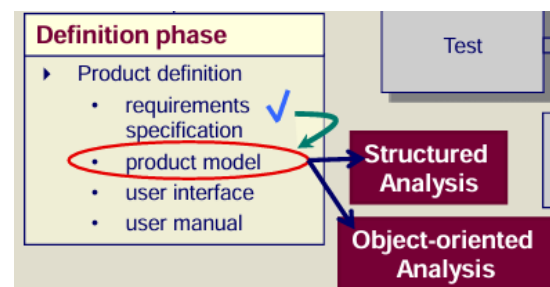 Definition phase
Product definition
requirements
specification
product model
user interface
user manual
Test
Structured
Analysis
Object-oriented
Analysis